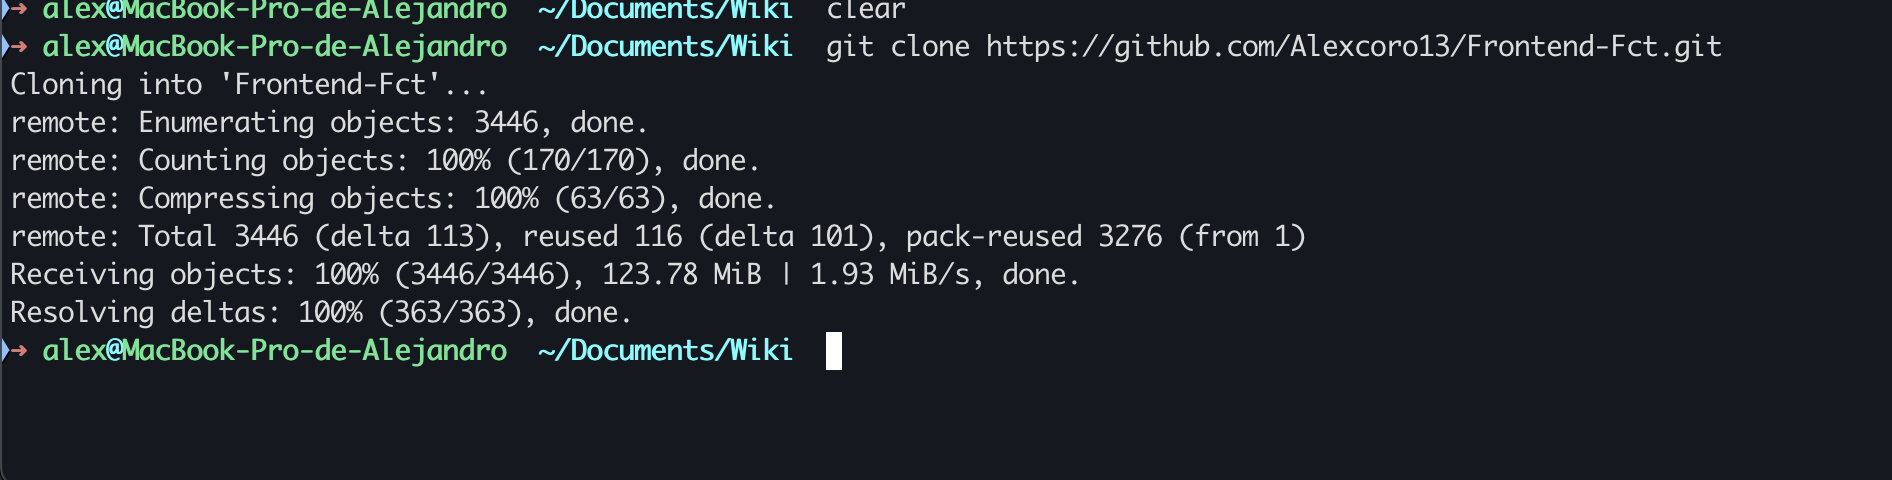 ➜ alex@MacBook-Pro-de-Alejandro ~/Documents/Wiki clear
➜ alex@MacBook-Pro-de-Alejandro ~/Documents/Wiki git clone https://github.com/Alexcoro13/Frontend-Fct.git
Cloning into 'Frontend-Fct'...
remote: Enumerating objects: 3446, done.
remote: Counting objects: 100% (170/170), done.
remote: Compressing objects: 100% (63/63), done.
remote: Total 3446 (delta 113), reused 116 (delta 101), pack-reused 3276 (from 1)
Receiving objects: 100% (3446/3446), 123.78 MiB | 1.93 MiB/s, done.
Resolving deltas: 100% (363/363), done.
➜ alex@MacBook-Pro-de-Alejandro ~/Documents/Wiki